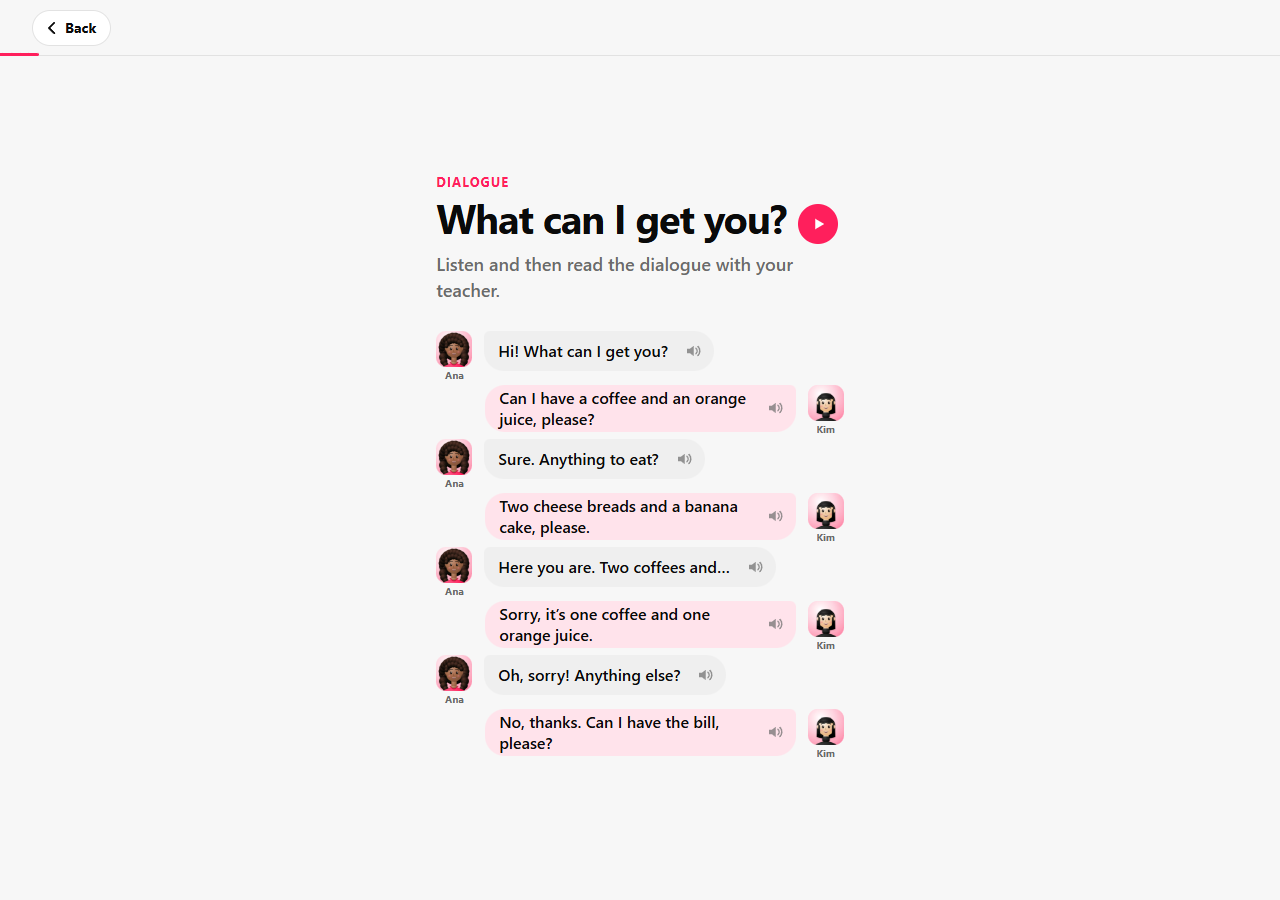 Back
DIALOGUE
What can I get you?
Listen and then read the dialogue with your
teacher.
Hi! What can I get you?
Ana
Can I have a coffee and an orange
juice, please?
Kim
Sure. Anything to eat?
Ana
Two cheese breads and a banana
cake, please.
Kim
Here you are. Two coffees and...
Ana
Sorry, it’s one coffee and one
orange juice.
Kim
Oh, sorry! Anything else?
Ana
No, thanks. Can I have the bill,
please?
Kim